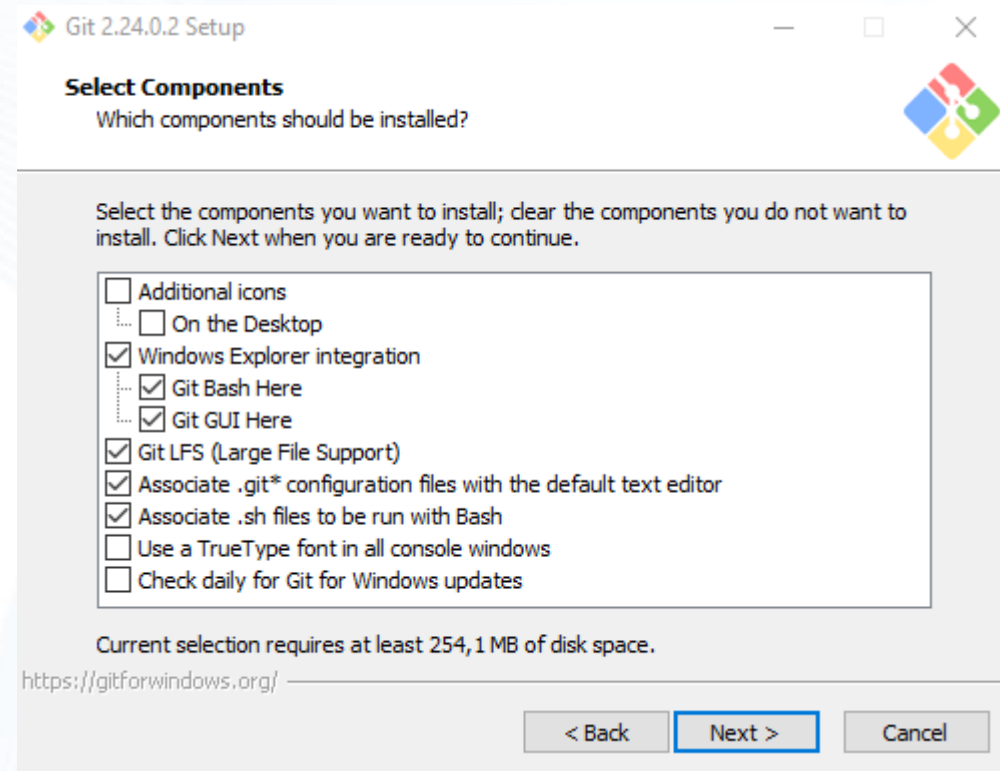 Git 2.24.0.2 Setup
Select Components
Which components should be installed?
Select the components you want to install; clear the components you do not want to
install. Click Next when you are ready to continue.
Additional icons
On the Desktop
Windows Explorer integration
Git Bash Here
Git GUI Here
Git LFS (Large File Support)
Associate .git* configuration files with the default text editor
Associate .sh files to be run with Bash
Use a TrueType font in all console windows
Check daily for Git for Windows updates
Current selection requires at least 254,1 MB of disk space.
https://gitforwindows.org/
< Back
Next >
Cancel